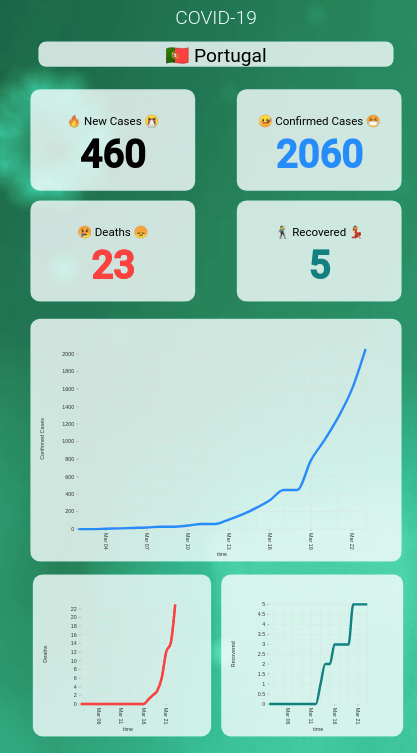 COVID-19
🇵🇹 Portugal
🔥 New Cases
460
Confirmed Cases 😷
2060
😢 Deaths 😞
23
Recovered 💃
5
Confirmed Cases
2000
1800
1600
1400
1200
1000
800
600
400
200
0
Mar 04
Mar 07
Mar 10
Mar 13
Mar 16
Mar 19
Mar 22
time
Deaths
22
20
18
16
14
12
10
8
6
4
2
0
Mar 06
Mar 11
Mar 16
Mar 21
time
Recovered
5
4.5
4
3.5
3
2.5
2
1.5
1
0.5
0
Mar 06
Mar 11
Mar 16
Mar 21
time